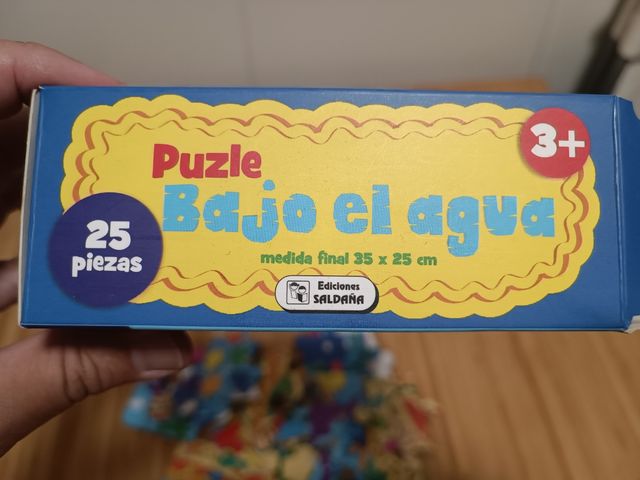 3+
Puzle
Bajo el agua
25
piezas
medida final 35 x 25 cm
Ediciones
SALDAÑA